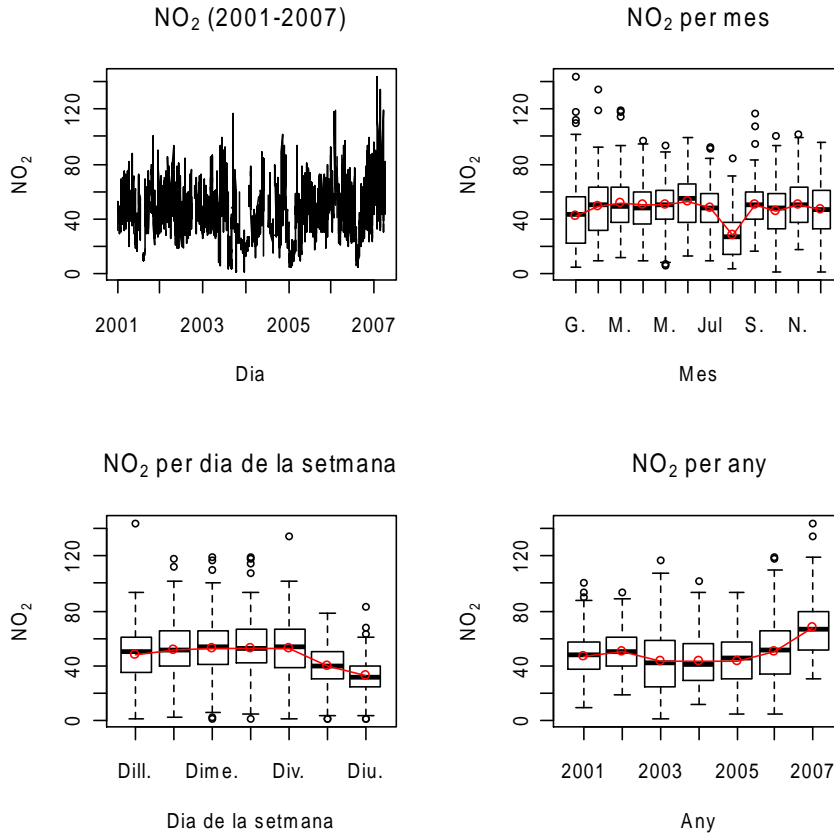 NO₂ (2001-2007)
NO₂
0 40 80 120
2001 2003 2005 2007
Dia
NO₂ per mes
NO₂
0 40 80 120
G. M. M. Jul S. N.
Mes
NO₂ per dia de la setmana
NO₂
0 40 80 120
Dill. Dime. Div. Diu.
Dia de la setmana
NO₂ per any
NO₂
0 40 80 120
2001 2003 2005 2007
Any